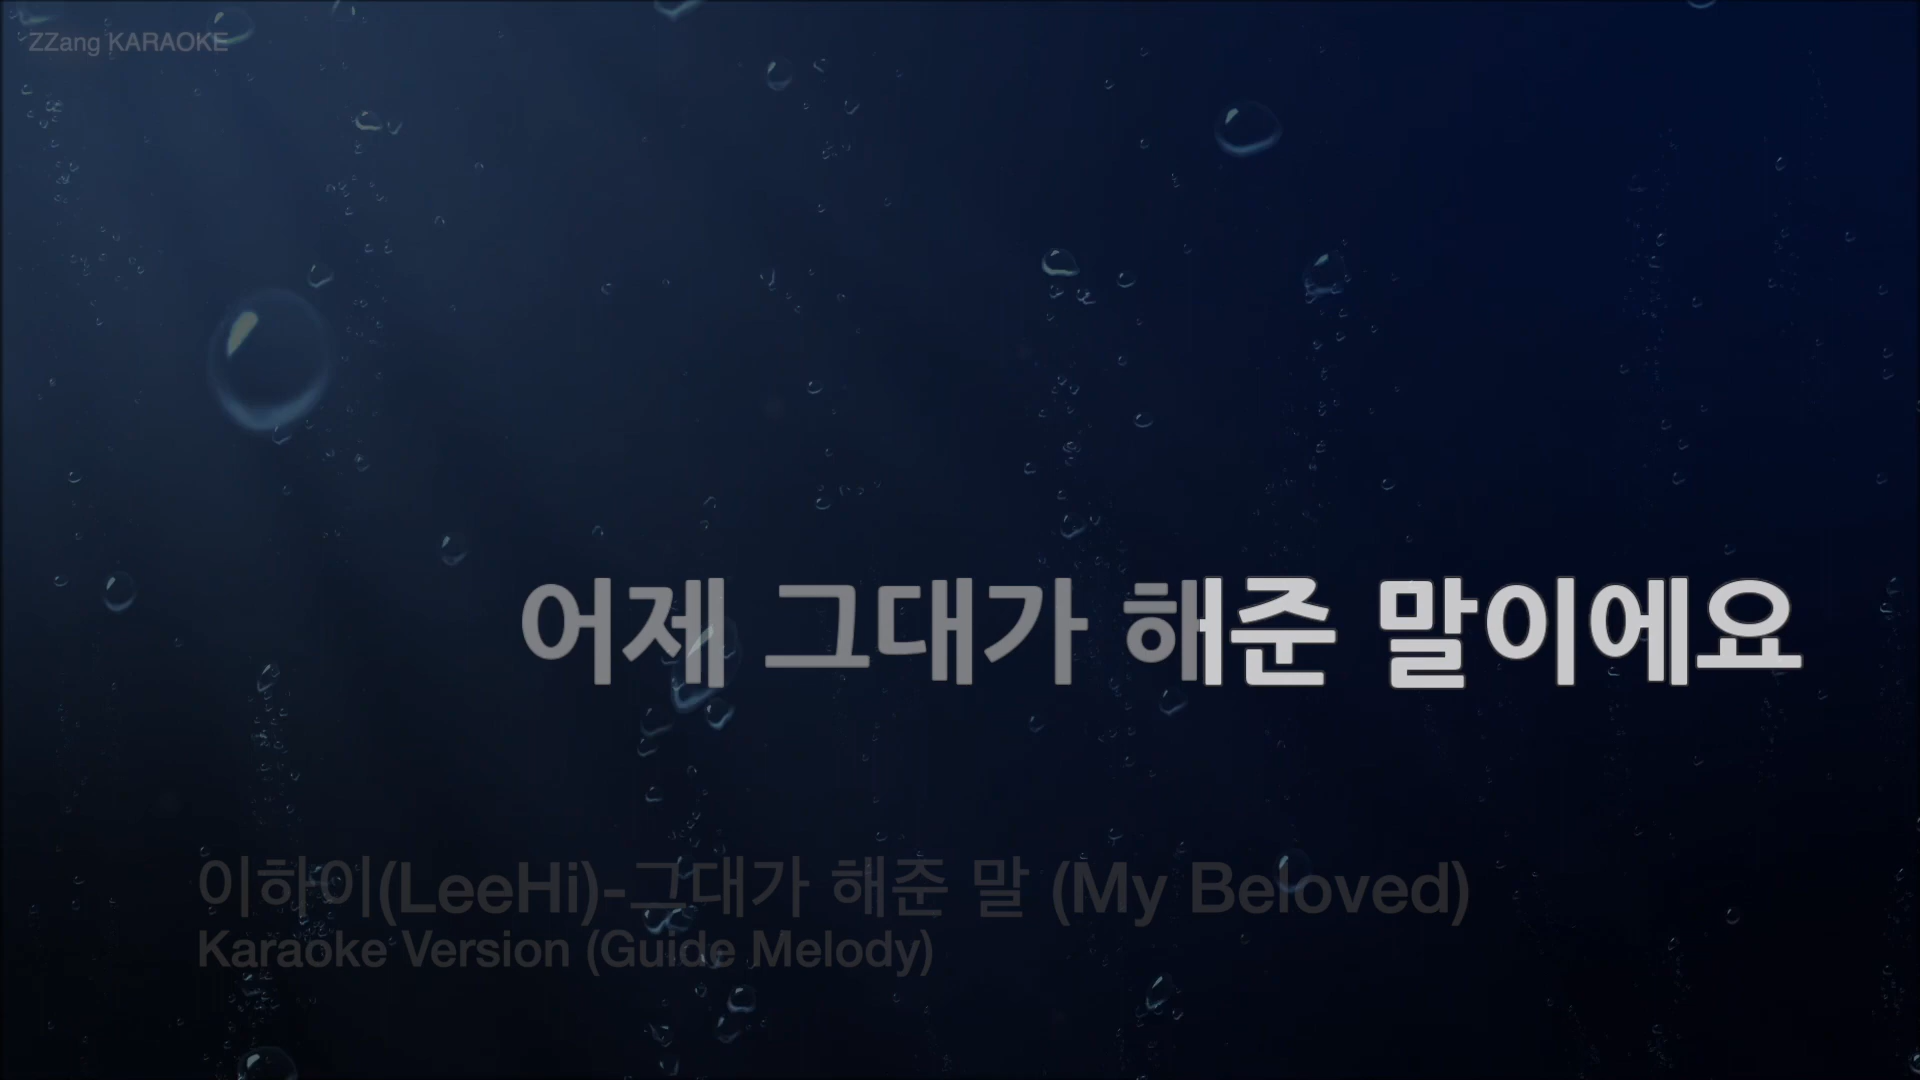 ZZang KARAOKE
어제 그대가 해준 말이에요
이하이(LeeHi)-그대가 해준 말 (My Beloved)
Karaoke Version (Guide Melody)